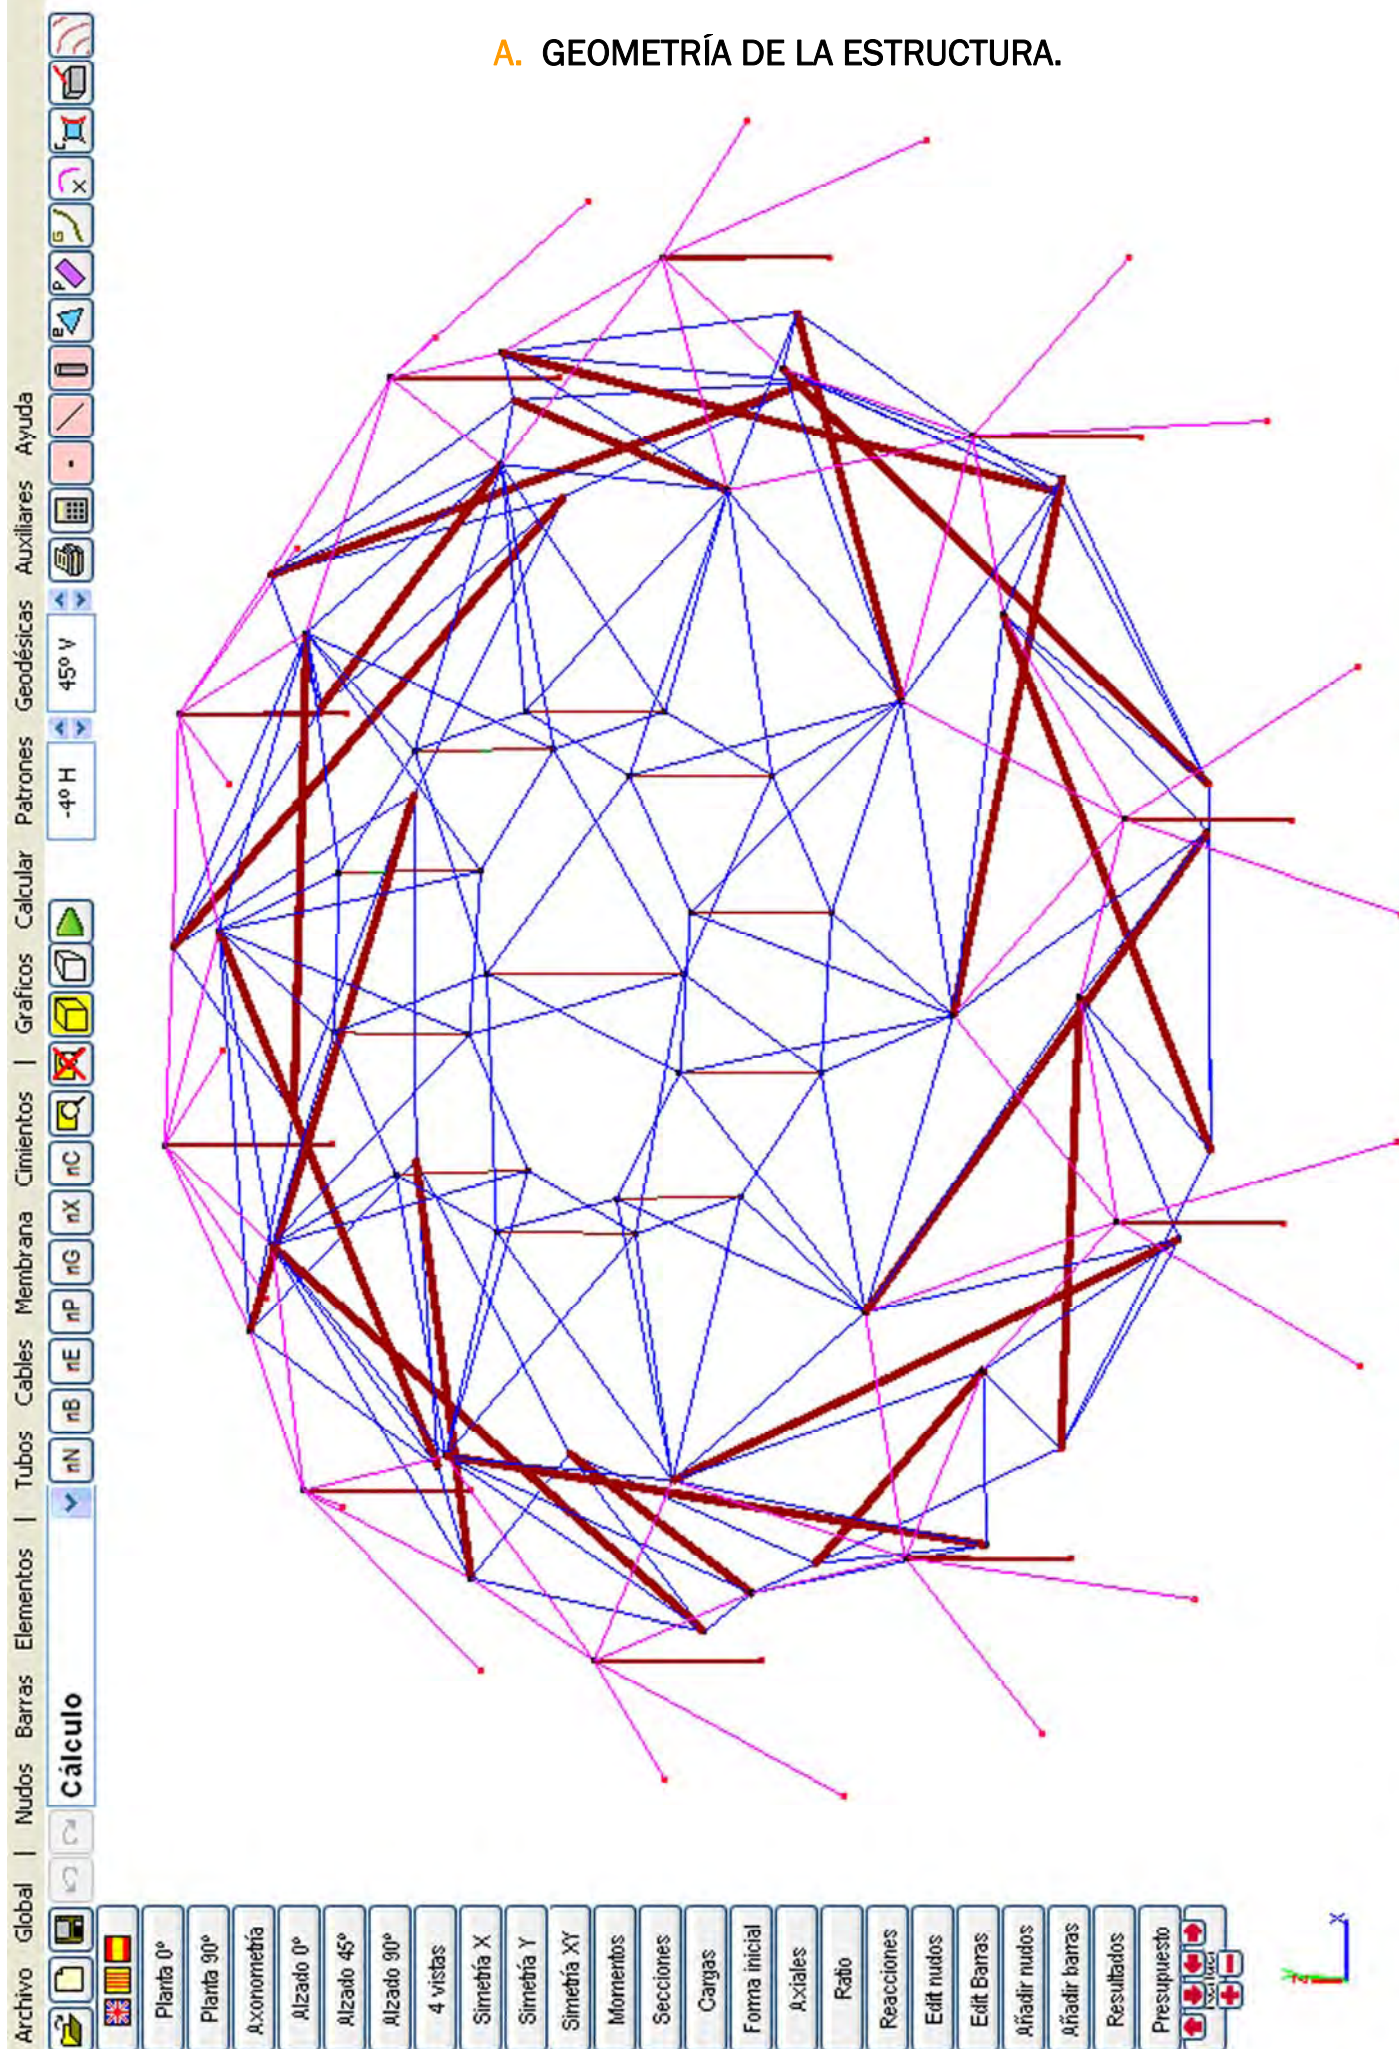 A. GEOMETRÍA DE LA ESTRUCTURA.
Archivo Global | Nudos Barras Elementos | Tubos Cables Membrana Cimientos | Gráficos Calcular Patrones Geodésicas Auxiliares Ayuda
Cálculo nN nB nE nP nG nX nC -4º H 45º V
Planta 0º
Planta 90º
Axonometría
Alzado 0º
Alzado 45º
Alzado 90º
4 vistas
Simetría X
Simetría Y
Simetría XY
Momentos
Secciones
Cargas
Forma inicial
Axiales
Ratio
Reacciones
Edit nudos
Edit Barras
Añadir nudos
Añadir barras
Resultados
Presupuesto
X